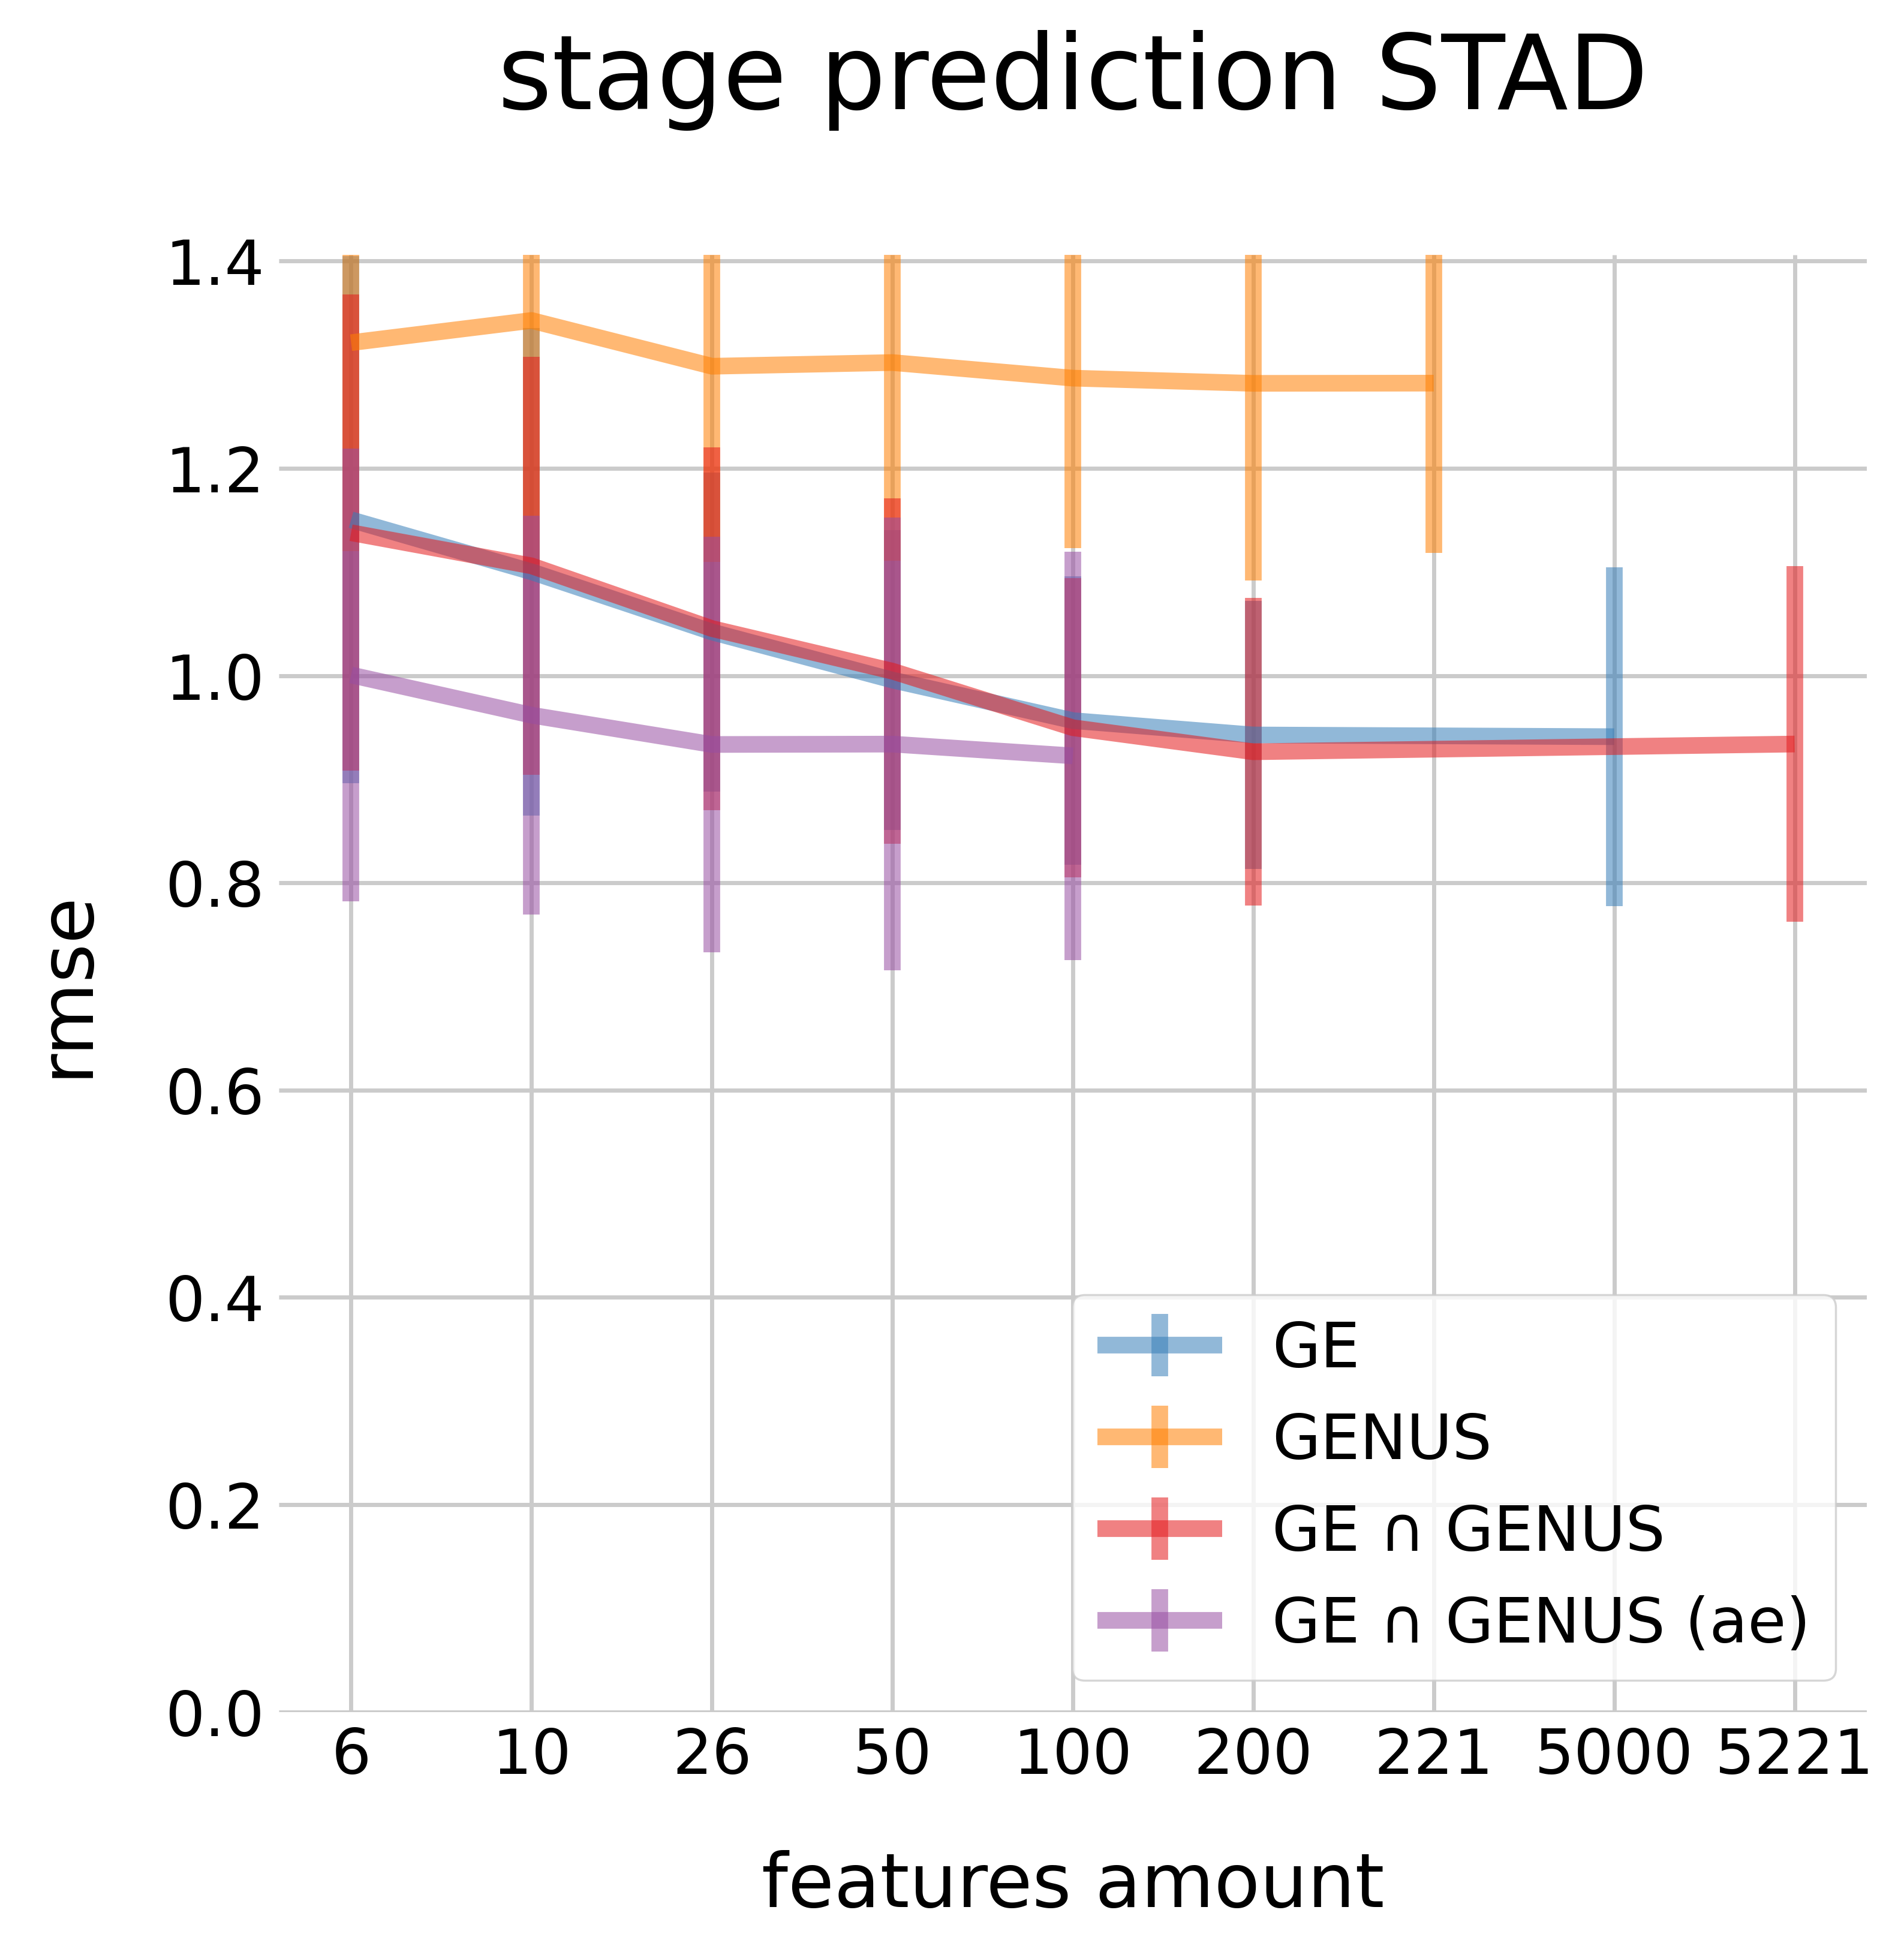 stage prediction STAD
1.4
1.2
1.0
0.8
0.6
0.4
0.2
0.0
rmse
GE
GENUS
GE ∩ GENUS
GE ∩ GENUS (ae)
6 10 26 50 100 200 221 5000 5221
features amount